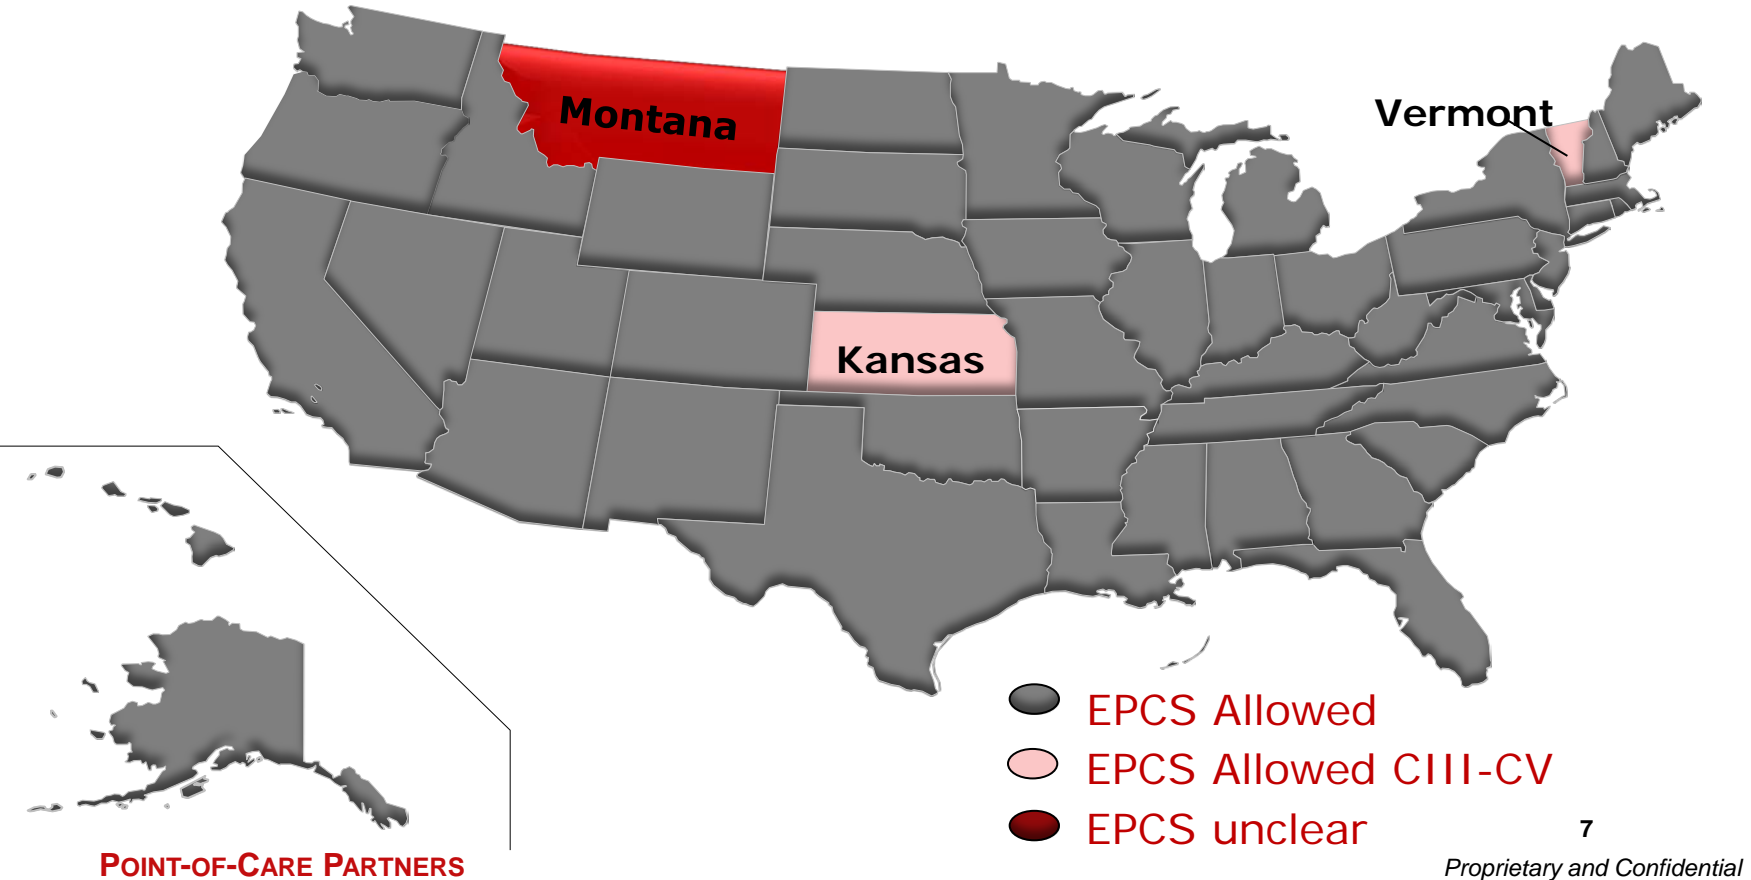 Montana
Vermont
Kansas
EPCS Allowed
EPCS Allowed CIII-CV
EPCS unclear
7
POINT-OF-CARE PARTNERS
Proprietary and Confidential